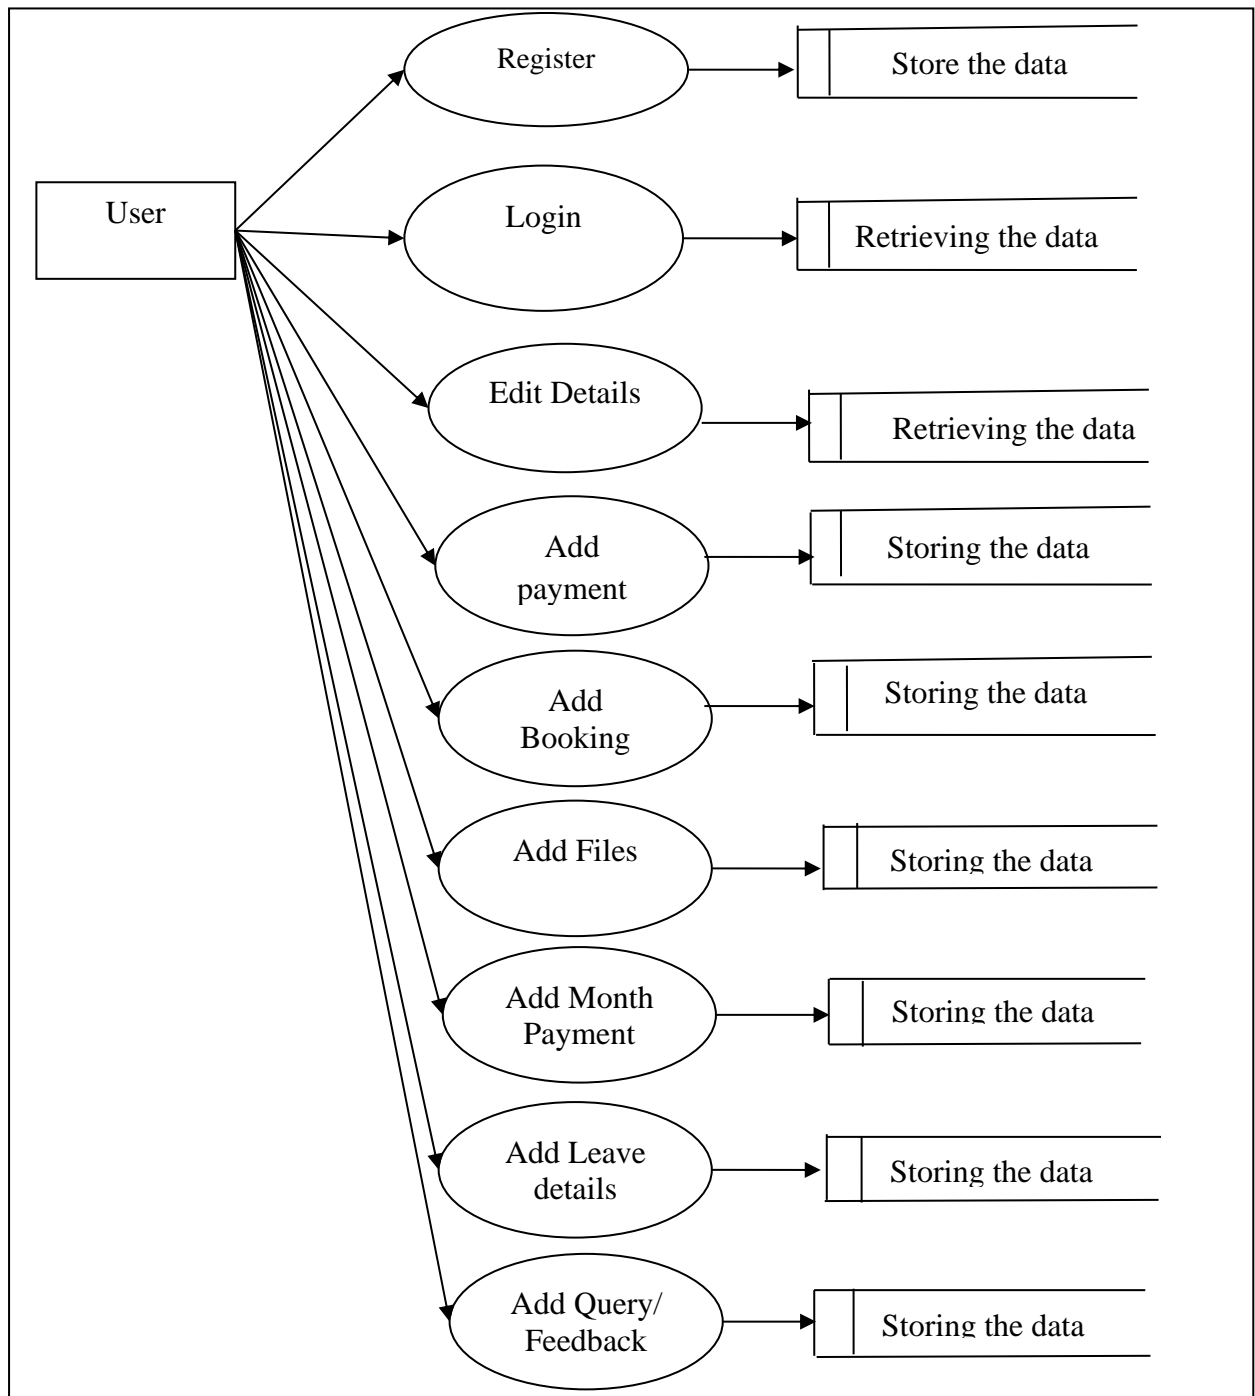 Register
Store the data
User
Login
Retrieving the data
Edit Details
Retrieving the data
Add
payment
Storing the data
Add
Booking
Storing the data
Add Files
Storing the data
Add Month
Payment
Storing the data
Add Leave
details
Storing the data
Add Query/
Feedback
Storing the data